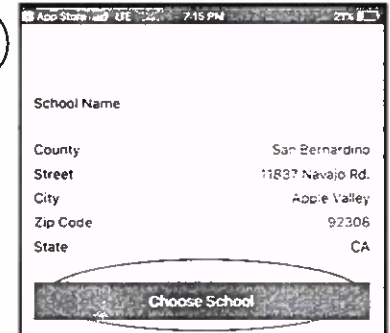 App Store LTE 7:15 PM 21%
School Name
County San Bernardino
Street 11837 Navajo Rd.
City Apple Valley
Zip Code 92308
State CA
Choose School